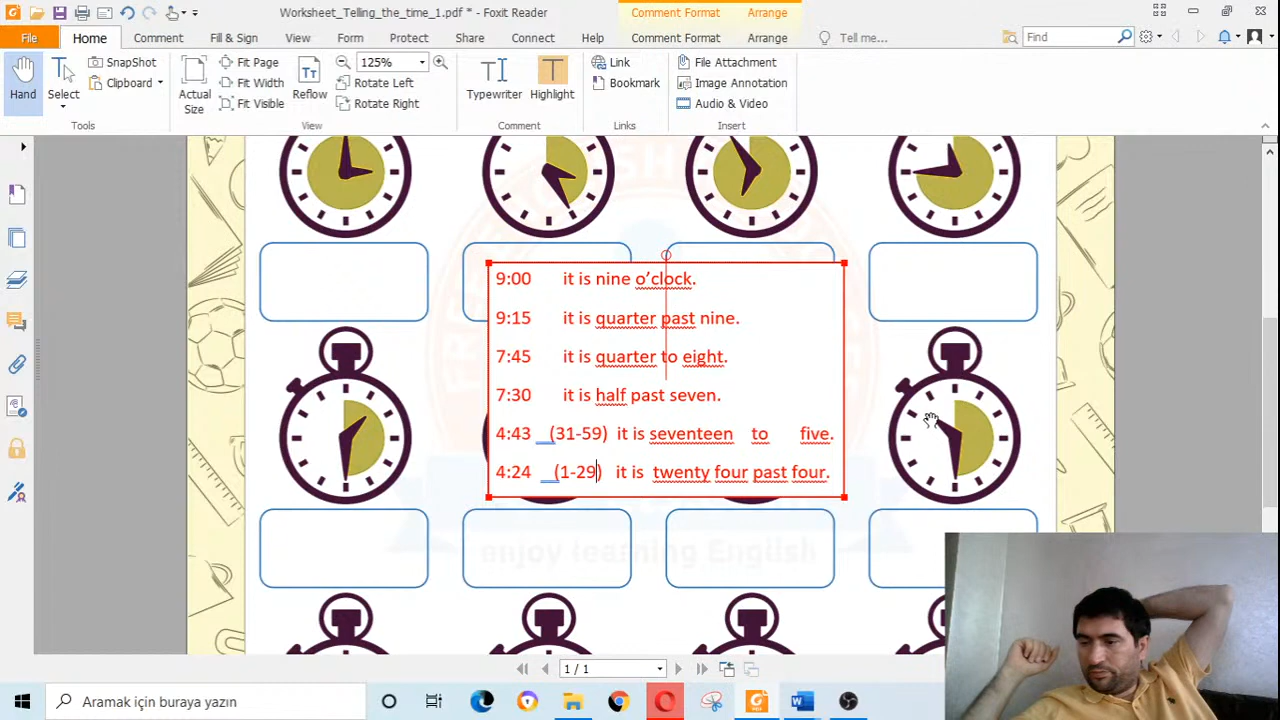 Worksheet_Telling_the_time_1.pdf * - Foxit Reader
Comment Format
Arrange
File
Home
Comment
Fill & Sign
View
Form
Protect
Share
Connect
Help
Comment Format
Arrange
Tell me...
Find
Hand
Select
SnapShot
Clipboard
Actual Size
Fit Page
Fit Width
Fit Visible
Reflow
125%
Rotate Left
Rotate Right
Typewriter
Highlight
Link
Bookmark
File Attachment
Image Annotation
Audio & Video
Tools
View
Comment
Links
Insert
9:00 it is nine o’clock.
9:15 it is quarter past nine.
7:45 it is quarter to eight.
7:30 it is half past seven.
4:43 __(31-59) it is seventeen to five.
4:24 __(1-29) it is twenty four past four.
enjoy learning English
1 / 1
Aramak için buraya yazın